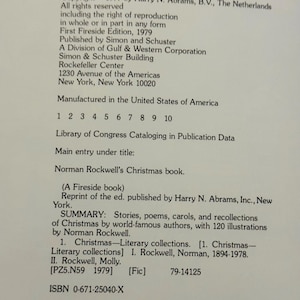 by Harry N. Abrams, B.V., The Netherlands
All rights reserved
including the right of reproduction
in whole or in part in any form
First Fireside Edition, 1979
Published by Simon and Schuster
A Division of Gulf & Western Corporation
Simon & Schuster Building
Rockefeller Center
1230 Avenue of the Americas
New York, New York 10020
Manufactured in the United States of America
1 2 3 4 5 6 7 8 9 10
Library of Congress Cataloging in Publication Data
Main entry under title:
Norman Rockwell's Christmas book.
(A Fireside book)
Reprint of the ed. published by Harry N. Abrams, Inc., New
York.
SUMMARY: Stories, poems, carols, and recollections
of Christmas by world-famous authors, with 120 illustrations
by Norman Rockwell.
1. Christmas—Literary collections. [1. Christmas—
Literary collections] I. Rockwell, Norman, 1894-1978.
II. Rockwell, Molly.
[PZ5.N59 1979] [Fic] 79-14125
ISBN 0-671-25040-X